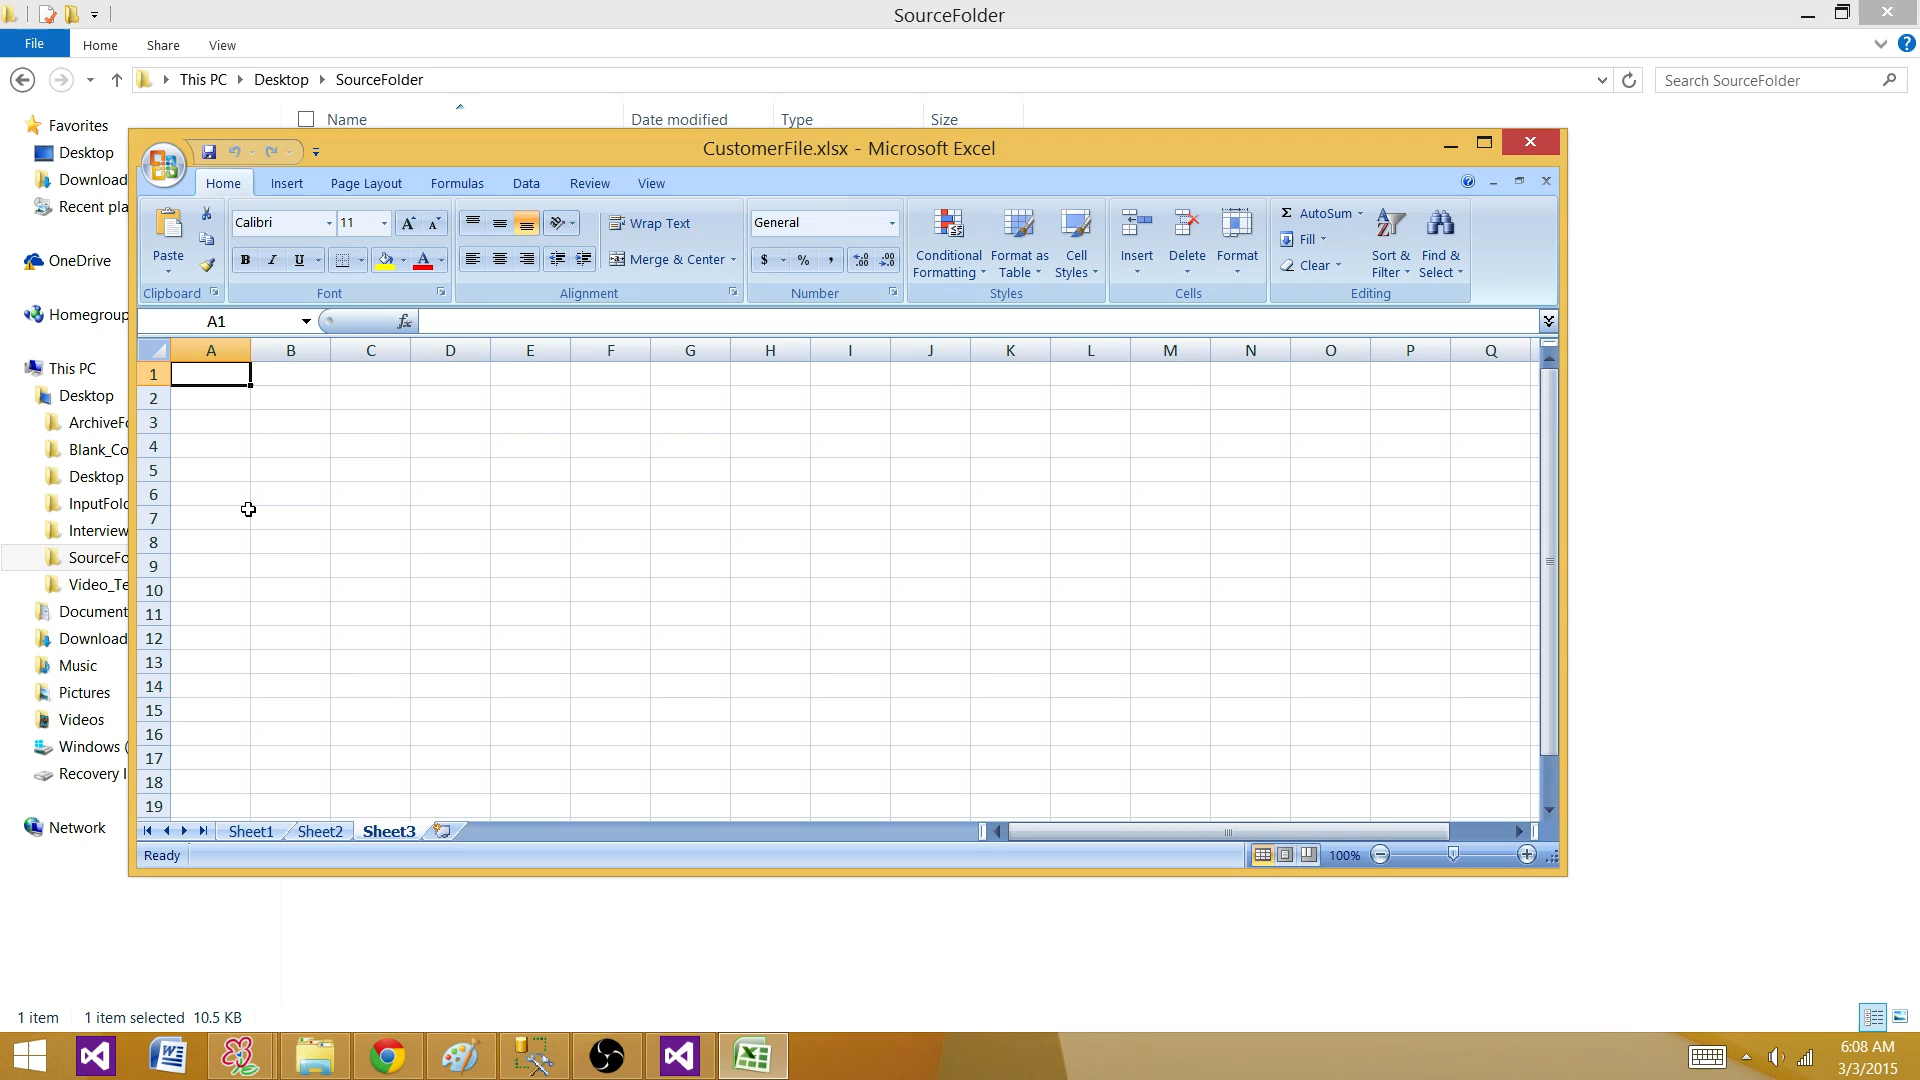 SourceFolder
File Home Share View
This PC Desktop SourceFolder
Search SourceFolder
Name Date modified Type Size
Favorites
Desktop
Download
Recent pla
OneDrive
Homegroup
This PC
Desktop
ArchiveFo
Blank_Co
Desktop
InputFold
Interview
SourceFo
Video_Te
Document
Download
Music
Pictures
Videos
Windows (
Recovery I
Network
CustomerFile.xlsx - Microsoft Excel
Home Insert Page Layout Formulas Data Review View
Paste
Clipboard
Calibri 11
B I U A
Font
Wrap Text
Merge & Center
Alignment
General
$ % ,
Number
Conditional Formatting
Format as Table
Cell Styles
Styles
Insert Delete Format
Cells
Σ AutoSum
Fill
Clear
Sort & Filter
Find & Select
Editing
A1 fx
A B C D E F G H I J K L M N O P Q
1
2
3
4
5
6
7
8
9
10
11
12
13
14
15
16
17
18
19
Sheet1 Sheet2 Sheet3
Ready 100%
1 item 1 item selected 10.5 KB
6:08 AM
3/3/2015